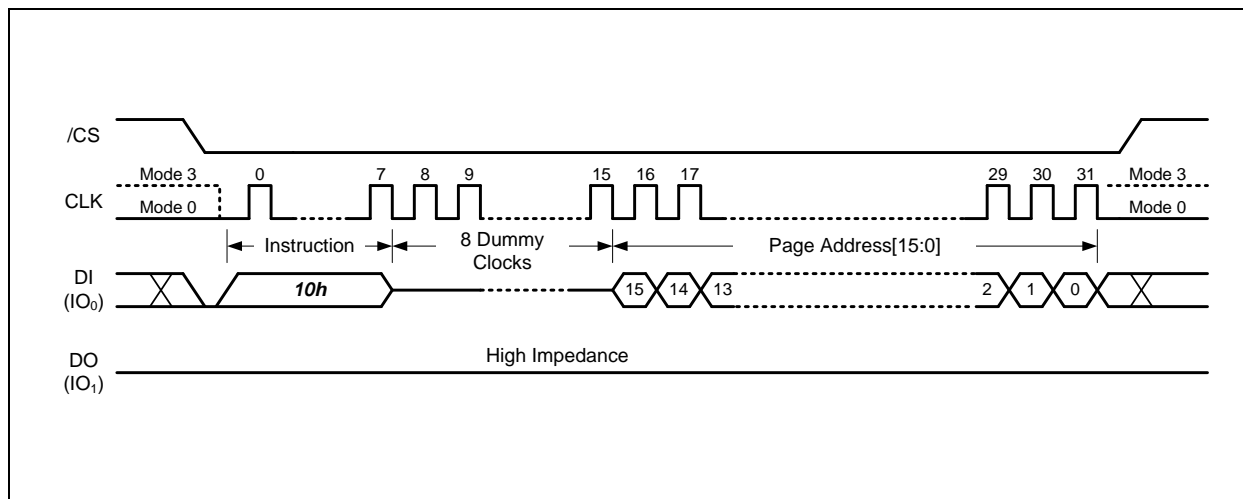 /CS
Mode 3 0 7 8 9 15 16 17 29 30 31 Mode 3
CLK
Mode 0 Mode 0
Instruction 8 Dummy Clocks Page Address[15:0]
DI
(IO₀)
10h 15 14 13 2 1 0
High Impedance
DO
(IO₁)